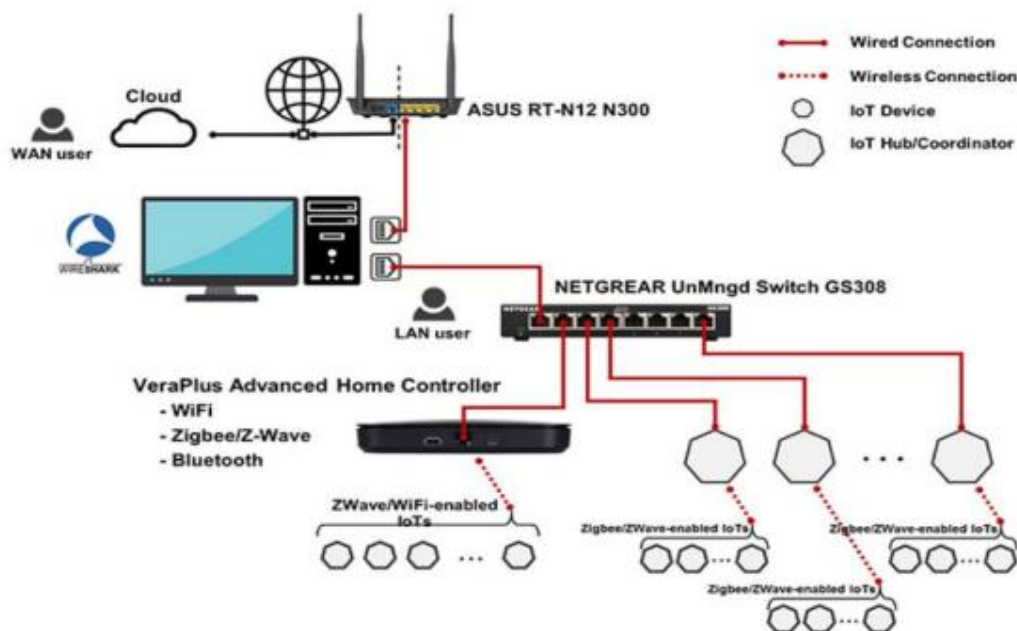 Wired Connection
Wireless Connection
IoT Device
IoT Hub/Coordinator
Cloud
WAN user
ASUS RT-N12 N300
WIRESHARK
LAN user
NETGREAR UnMngd Switch GS308
NETGEAR
VeraPlus Advanced Home Controller
- WiFi
- Zigbee/Z-Wave
- Bluetooth
ZWave/WiFi-enabled
IoTs
Zigbee/ZWave-enabled IoTs
Zigbee/ZWave-enabled IoTs
Zigbee/ZWave-enabled IoTs